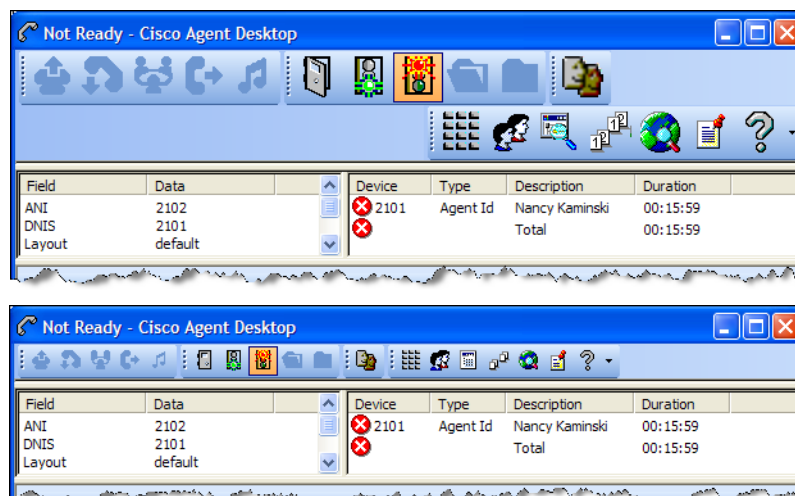 Not Ready - Cisco Agent Desktop
Field Data Device Type Description Duration
ANI 2102 2101 Agent Id Nancy Kaminski 00:15:59
DNIS 2101 Total 00:15:59
Layout default
Not Ready - Cisco Agent Desktop
Field Data Device Type Description Duration
ANI 2102 2101 Agent Id Nancy Kaminski 00:15:59
DNIS 2101 Total 00:15:59
Layout default